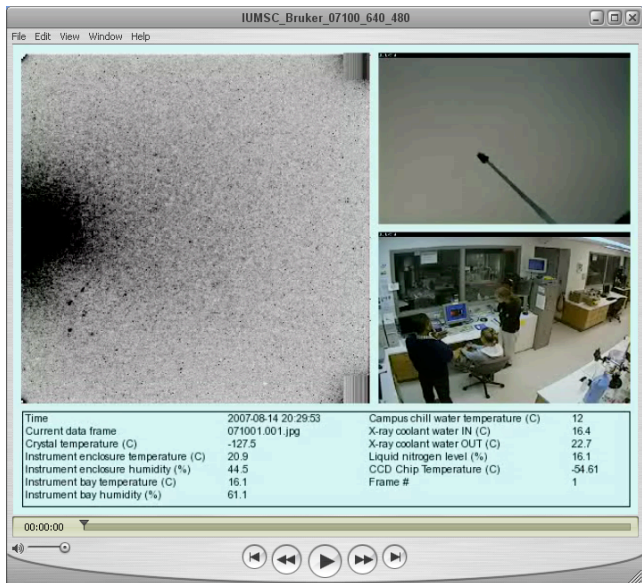 IUMSC_Bruker_07100_640_480
File Edit View Window Help
Time 2007-08-14 20:29:53
Current data frame 071001.001.jpg
Crystal temperature (C) -127.5
Instrument enclosure temperature (C) 20.9
Instrument enclosure humidity (%) 44.5
Instrument bay temperature (C) 16.1
Instrument bay humidity (%) 61.1
Campus chill water temperature (C) 12
X-ray coolant water IN (C) 16.4
X-ray coolant water OUT (C) 22.7
Liquid nitrogen level (%) 16.1
CCD Chip Temperature (C) -54.61
Frame # 1
00:00:00